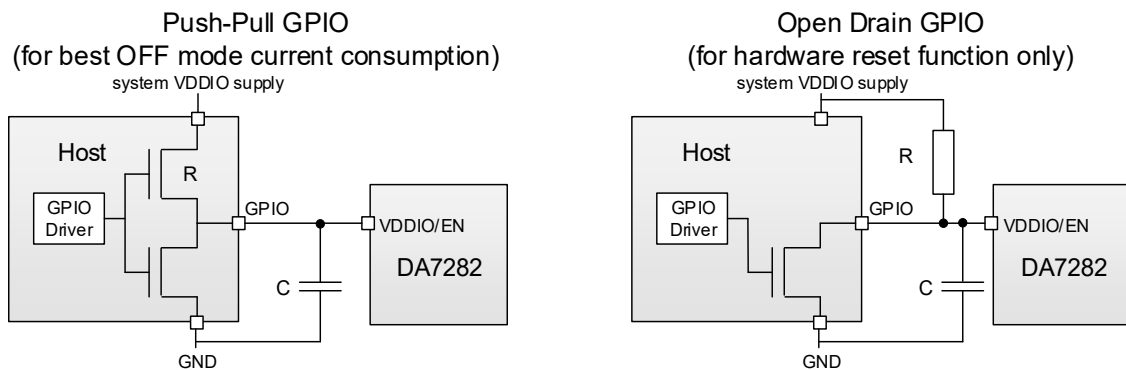 Push-Pull GPIO
(for best OFF mode current consumption)
system VDDIO supply
Host
R
GPIO
Driver
GPIO
VDDIO/EN
DA7282
C
GND
Open Drain GPIO
(for hardware reset function only)
system VDDIO supply
Host
R
GPIO
Driver
GPIO
VDDIO/EN
DA7282
C
GND